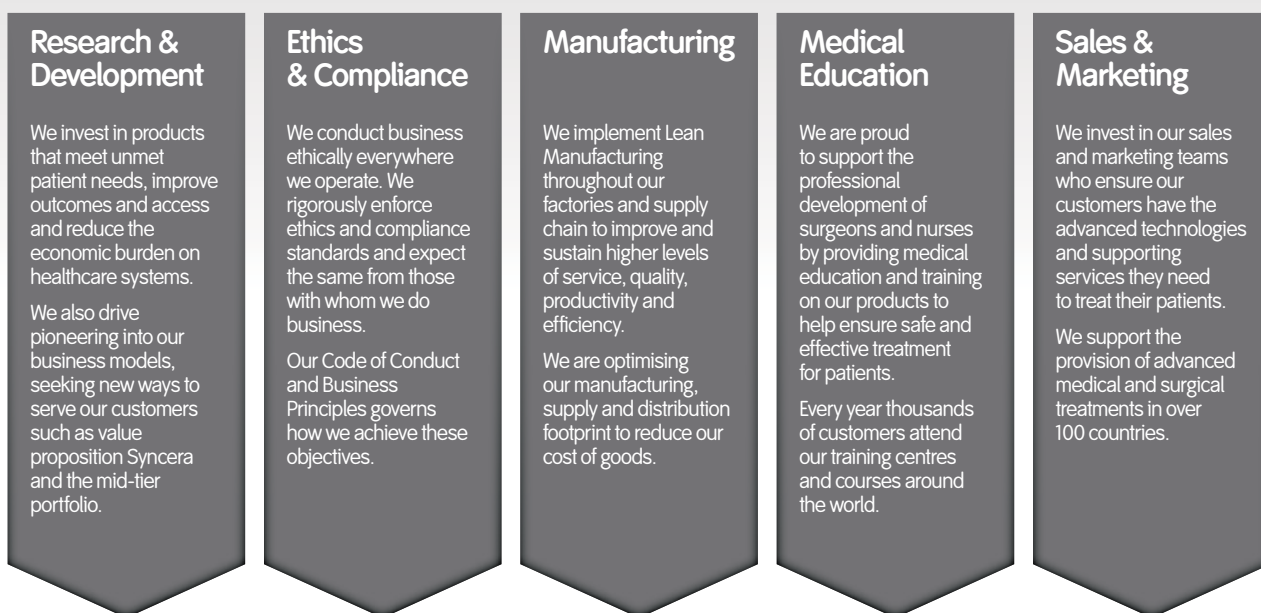 Research &
Development
We invest in products
that meet unmet
patient needs, improve
outcomes and access
and reduce the
economic burden on
healthcare systems.
We also drive
pioneering into our
business models,
seeking new ways to
serve our customers
such as value
proposition Syncera
and the mid-tier
portfolio.
Ethics
& Compliance
We conduct business
ethically everywhere
we operate. We
rigorously enforce
ethics and compliance
standards and expect
the same from those
with whom we do
business.
Our Code of Conduct
and Business
Principles governs
how we achieve these
objectives.
Manufacturing
We implement Lean
Manufacturing
throughout our
factories and supply
chain to improve and
sustain higher levels
of service, quality,
productivity and
efficiency.
We are optimising
our manufacturing,
supply and distribution
footprint to reduce our
cost of goods.
Medical
Education
We are proud
to support the
professional
development of
surgeons and nurses
by providing medical
education and training
on our products to
help ensure safe and
effective treatment
for patients.
Every year thousands
of customers attend
our training centres
and courses around
the world.
Sales &
Marketing
We invest in our sales
and marketing teams
who ensure our
customers have the
advanced technologies
and supporting
services they need
to treat their patients.
We support the
provision of advanced
medical and surgical
treatments in over
100 countries.